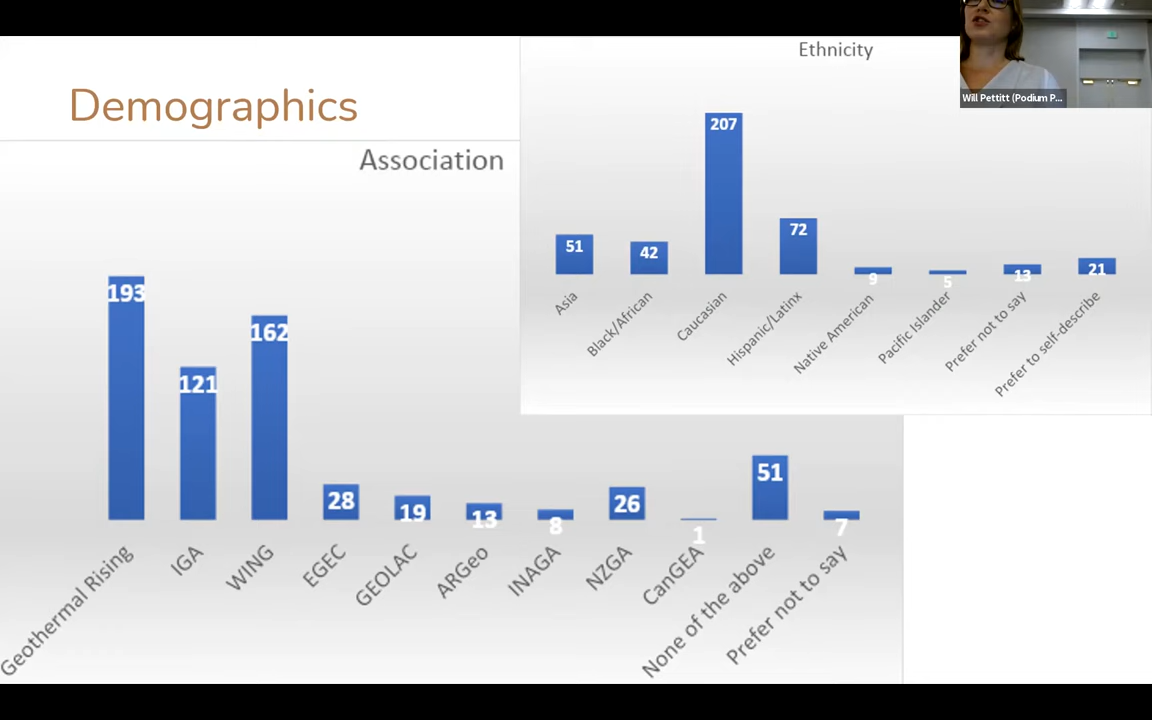 Demographics
Association
193
121
162
28
19
13
8
26
1
51
7
Geothermal Rising
IGA
WING
EGEC
GEOLAC
ARGeo
INAGA
NZGA
CanGEA
None of the above
Prefer not to say
Ethnicity
51
42
207
72
9
5
13
21
Asia
Black/African
Caucasian
Hispanic/Latinx
Native American
Pacific Islander
Prefer not to say
Prefer to self-describe
Will Pettitt (Podium P...